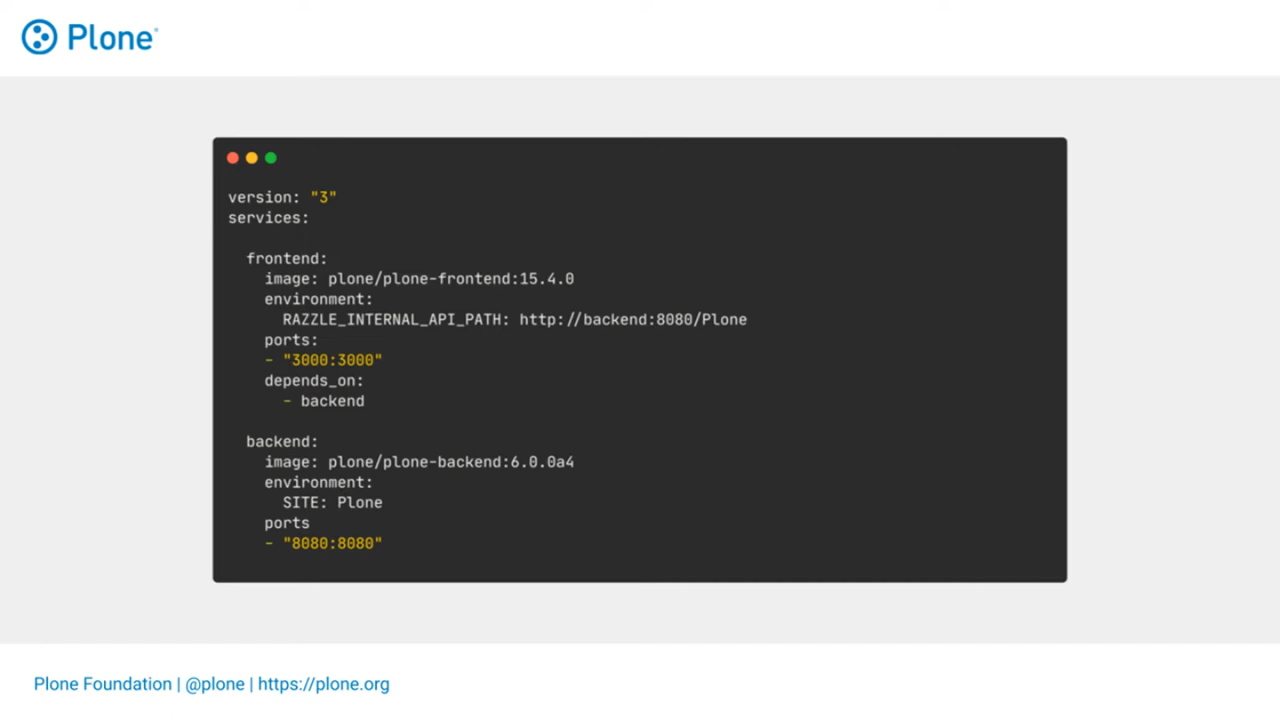 Plone®
version: "3"
services:
frontend:
image: plone/plone-frontend:15.4.0
environment:
RAZZLE_INTERNAL_API_PATH: http://backend:8080/Plone
ports:
- "3000:3000"
depends_on:
- backend
backend:
image: plone/plone-backend:6.0.0a4
environment:
SITE: Plone
ports
- "8080:8080"
Plone Foundation | @plone | https://plone.org